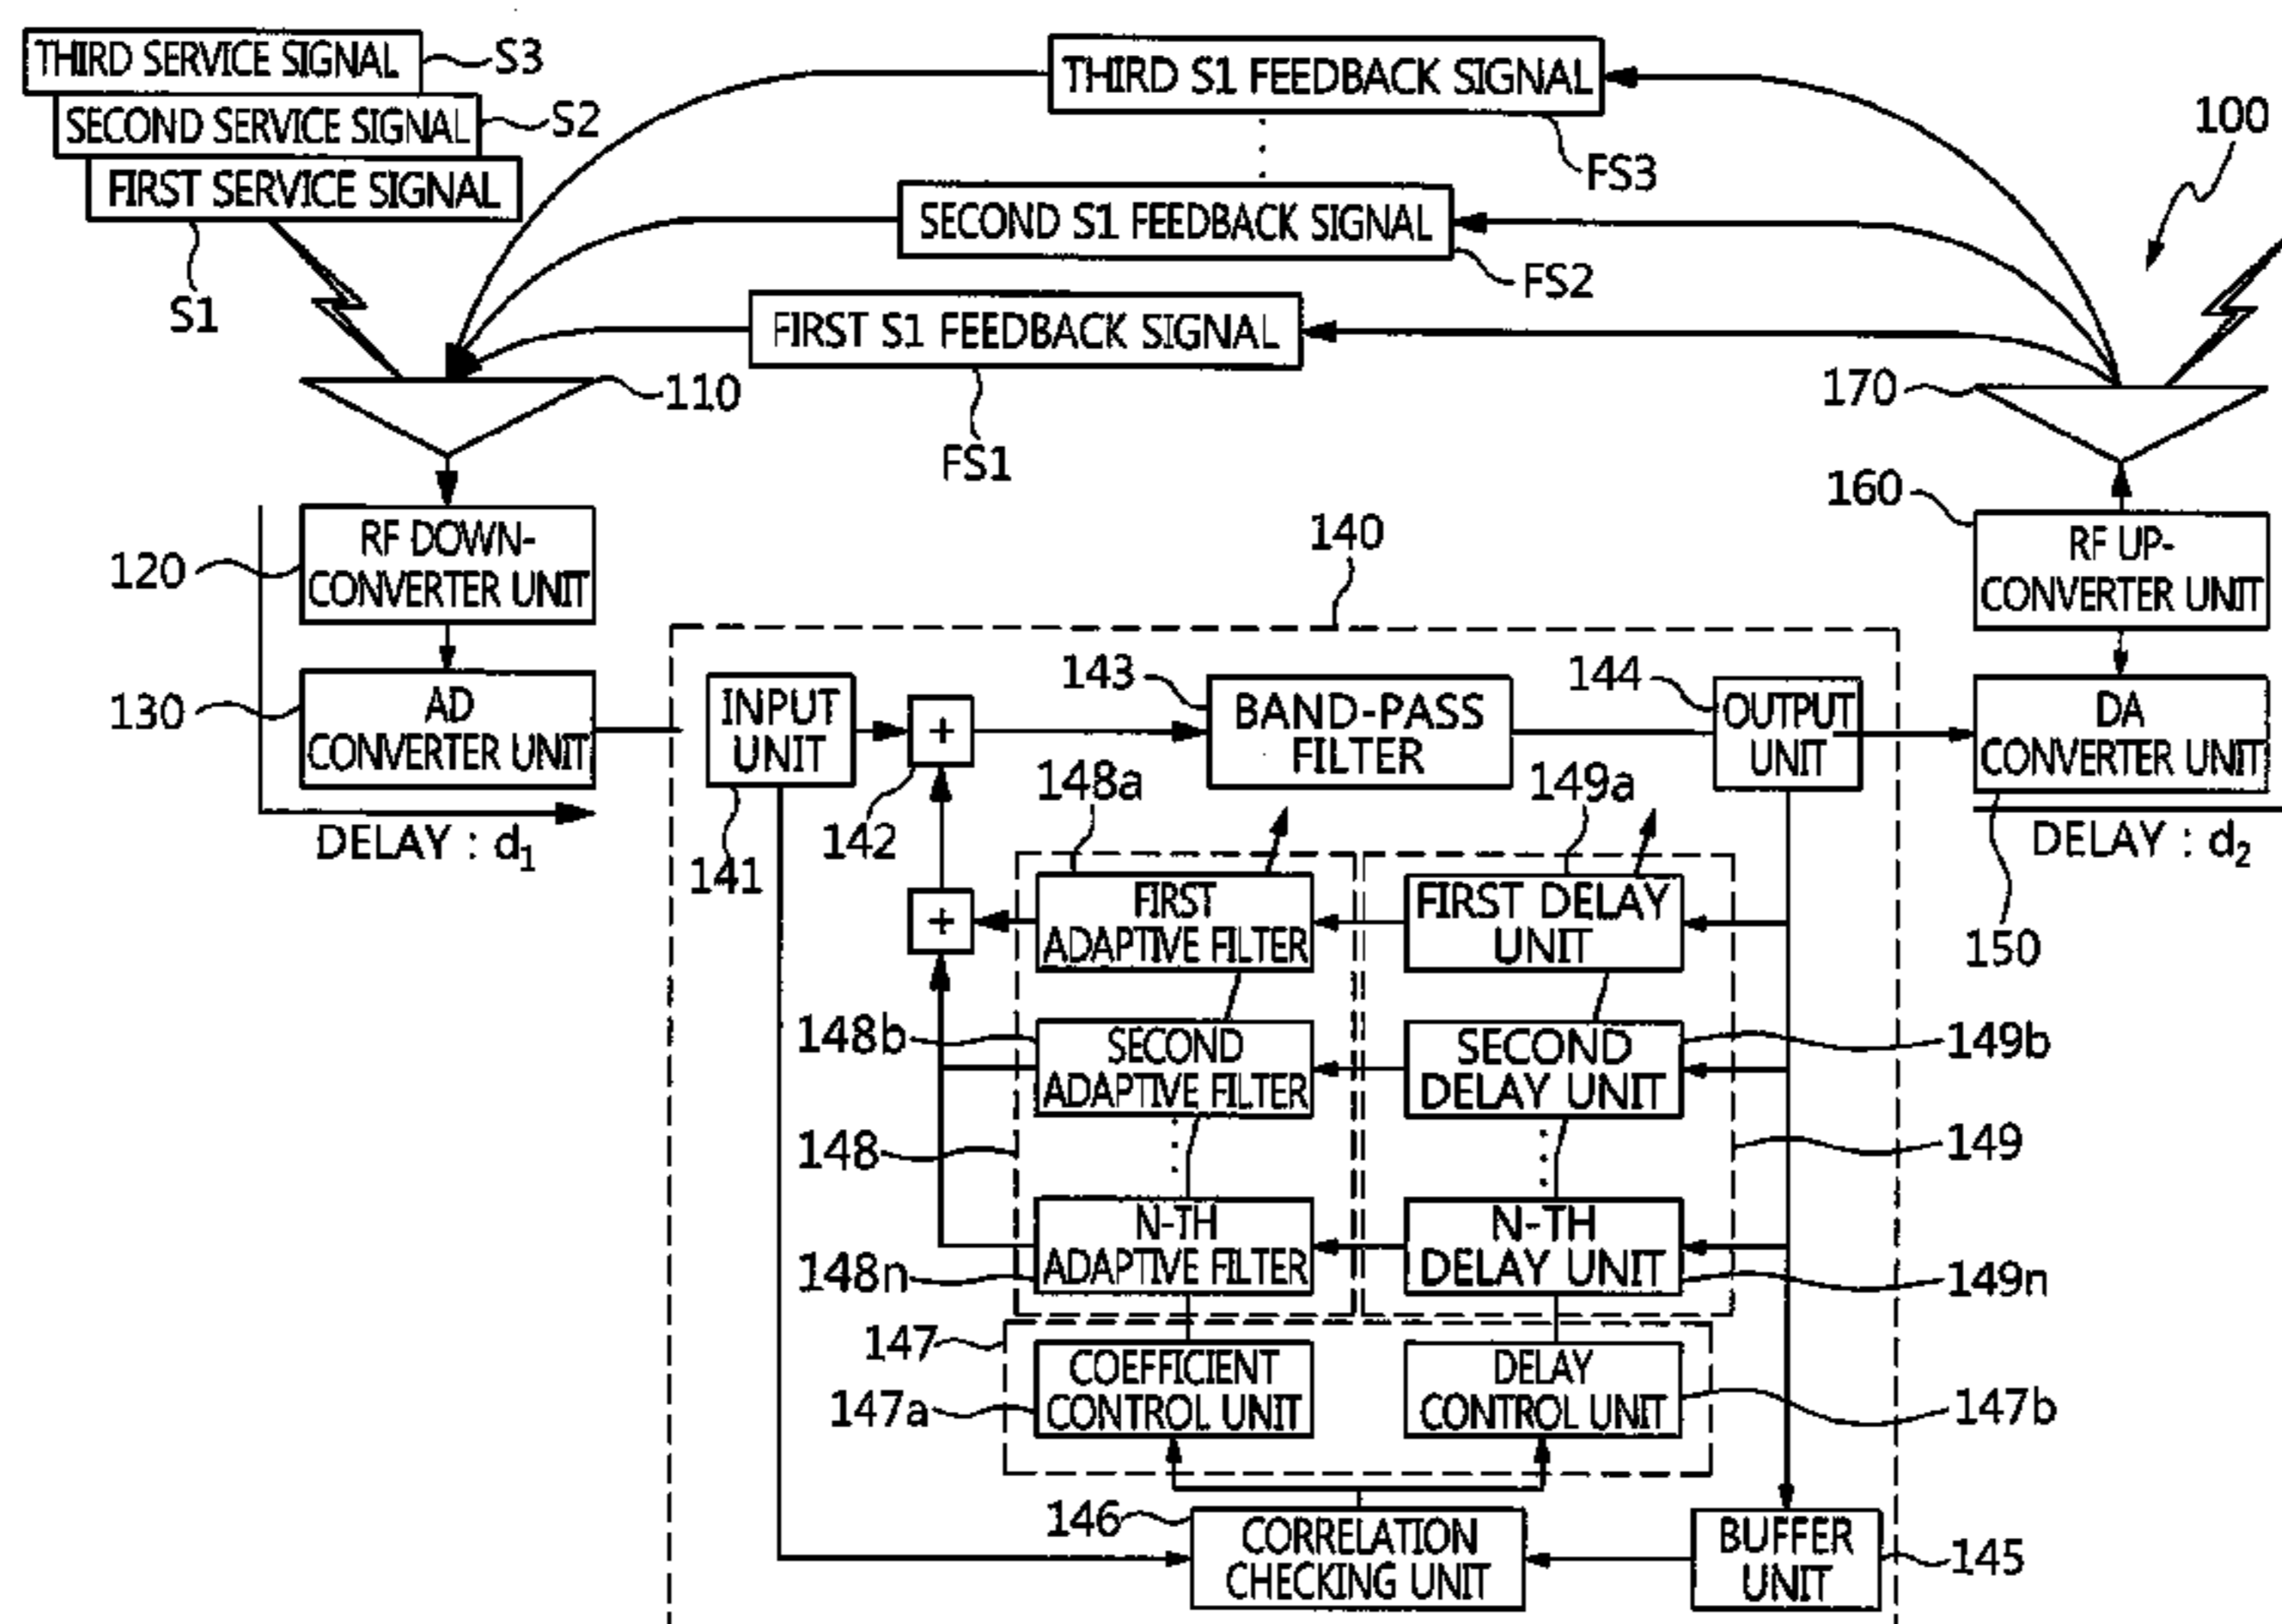 THIRD SERVICE SIGNAL
S3
SECOND SERVICE SIGNAL
S2
FIRST SERVICE SIGNAL
S1
THIRD S1 FEEDBACK SIGNAL
FS3
SECOND S1 FEEDBACK SIGNAL
FS2
FIRST S1 FEEDBACK SIGNAL
FS1
100
110
170
120
RF DOWN-
CONVERTER UNIT
130
AD
CONVERTER UNIT
DELAY : d1
140
160
RF UP-
CONVERTER UNIT
DA
CONVERTER UNIT
DELAY : d2
150
INPUT
UNIT
141
+
142
143
BAND-PASS
FILTER
144
OUTPUT
UNIT
148a
149a
+
FIRST
ADAPTIVE FILTER
FIRST DELAY
UNIT
148b
SECOND
ADAPTIVE FILTER
SECOND
DELAY UNIT
149b
148
149
148n
N-TH
ADAPTIVE FILTER
N-TH
DELAY UNIT
149n
147
147a
COEFFICIENT
CONTROL UNIT
DELAY
CONTROL UNIT
147b
146
CORRELATION
CHECKING UNIT
BUFFER
UNIT
145